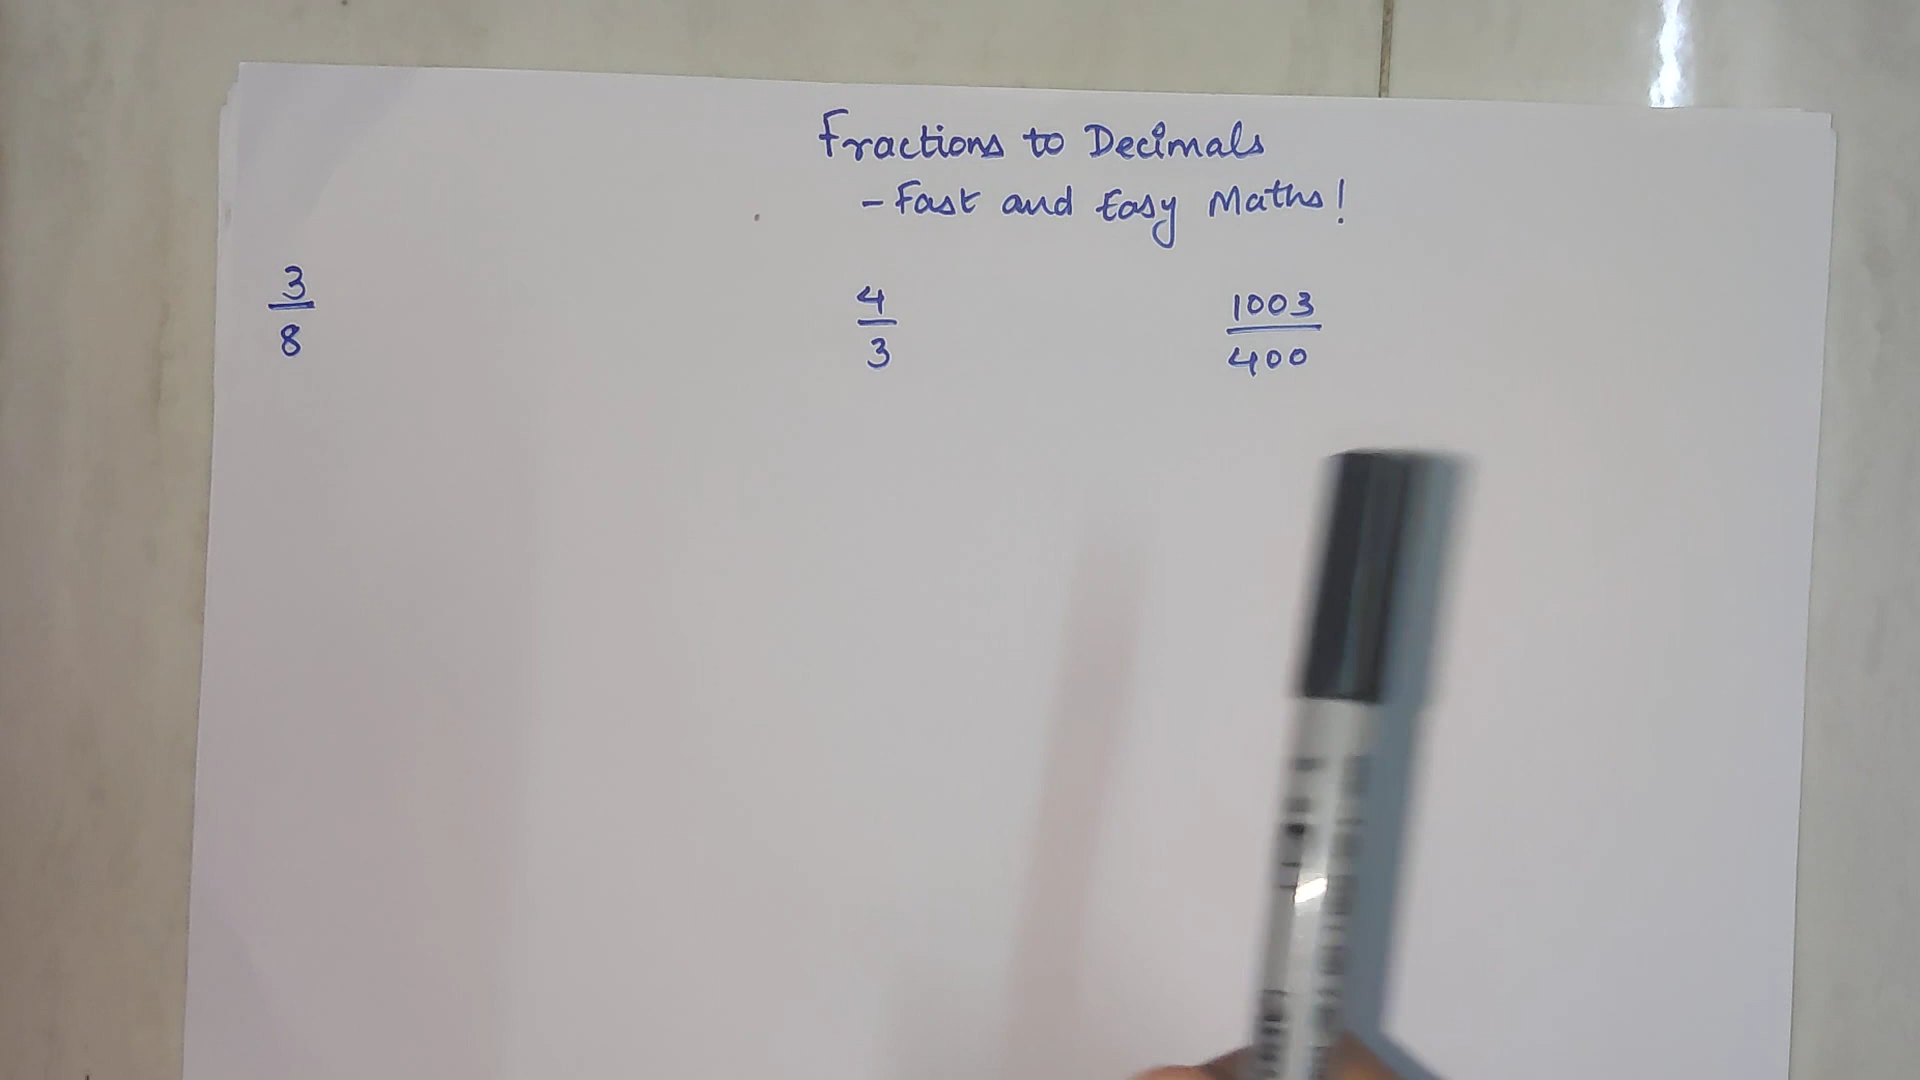 Fractions to Decimals
- Fast and Easy Maths!
3/8
4/3
1003/400